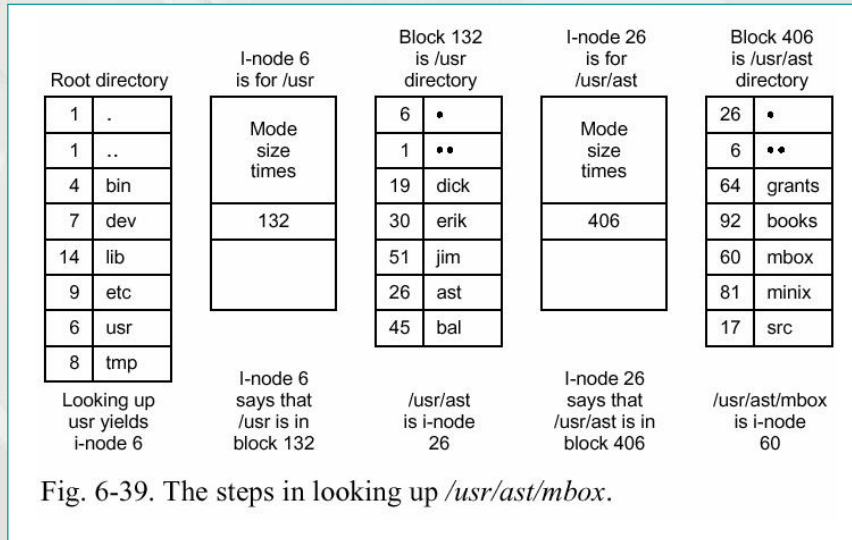 Root directory
1 .
1 ..
4 bin
7 dev
14 lib
9 etc
6 usr
8 tmp
Looking up
usr yields
i-node 6
I-node 6
is for /usr
Mode
size
times
132
I-node 6
says that
/usr is in
block 132
Block 132
is /usr
directory
6 •
1 ••
19 dick
30 erik
51 jim
26 ast
45 bal
/usr/ast
is i-node
26
I-node 26
is for
/usr/ast
Mode
size
times
406
I-node 26
says that
/usr/ast is in
block 406
Block 406
is /usr/ast
directory
26 •
6 ••
64 grants
92 books
60 mbox
81 minix
17 src
/usr/ast/mbox
is i-node
60
Fig. 6-39. The steps in looking up /usr/ast/mbox.